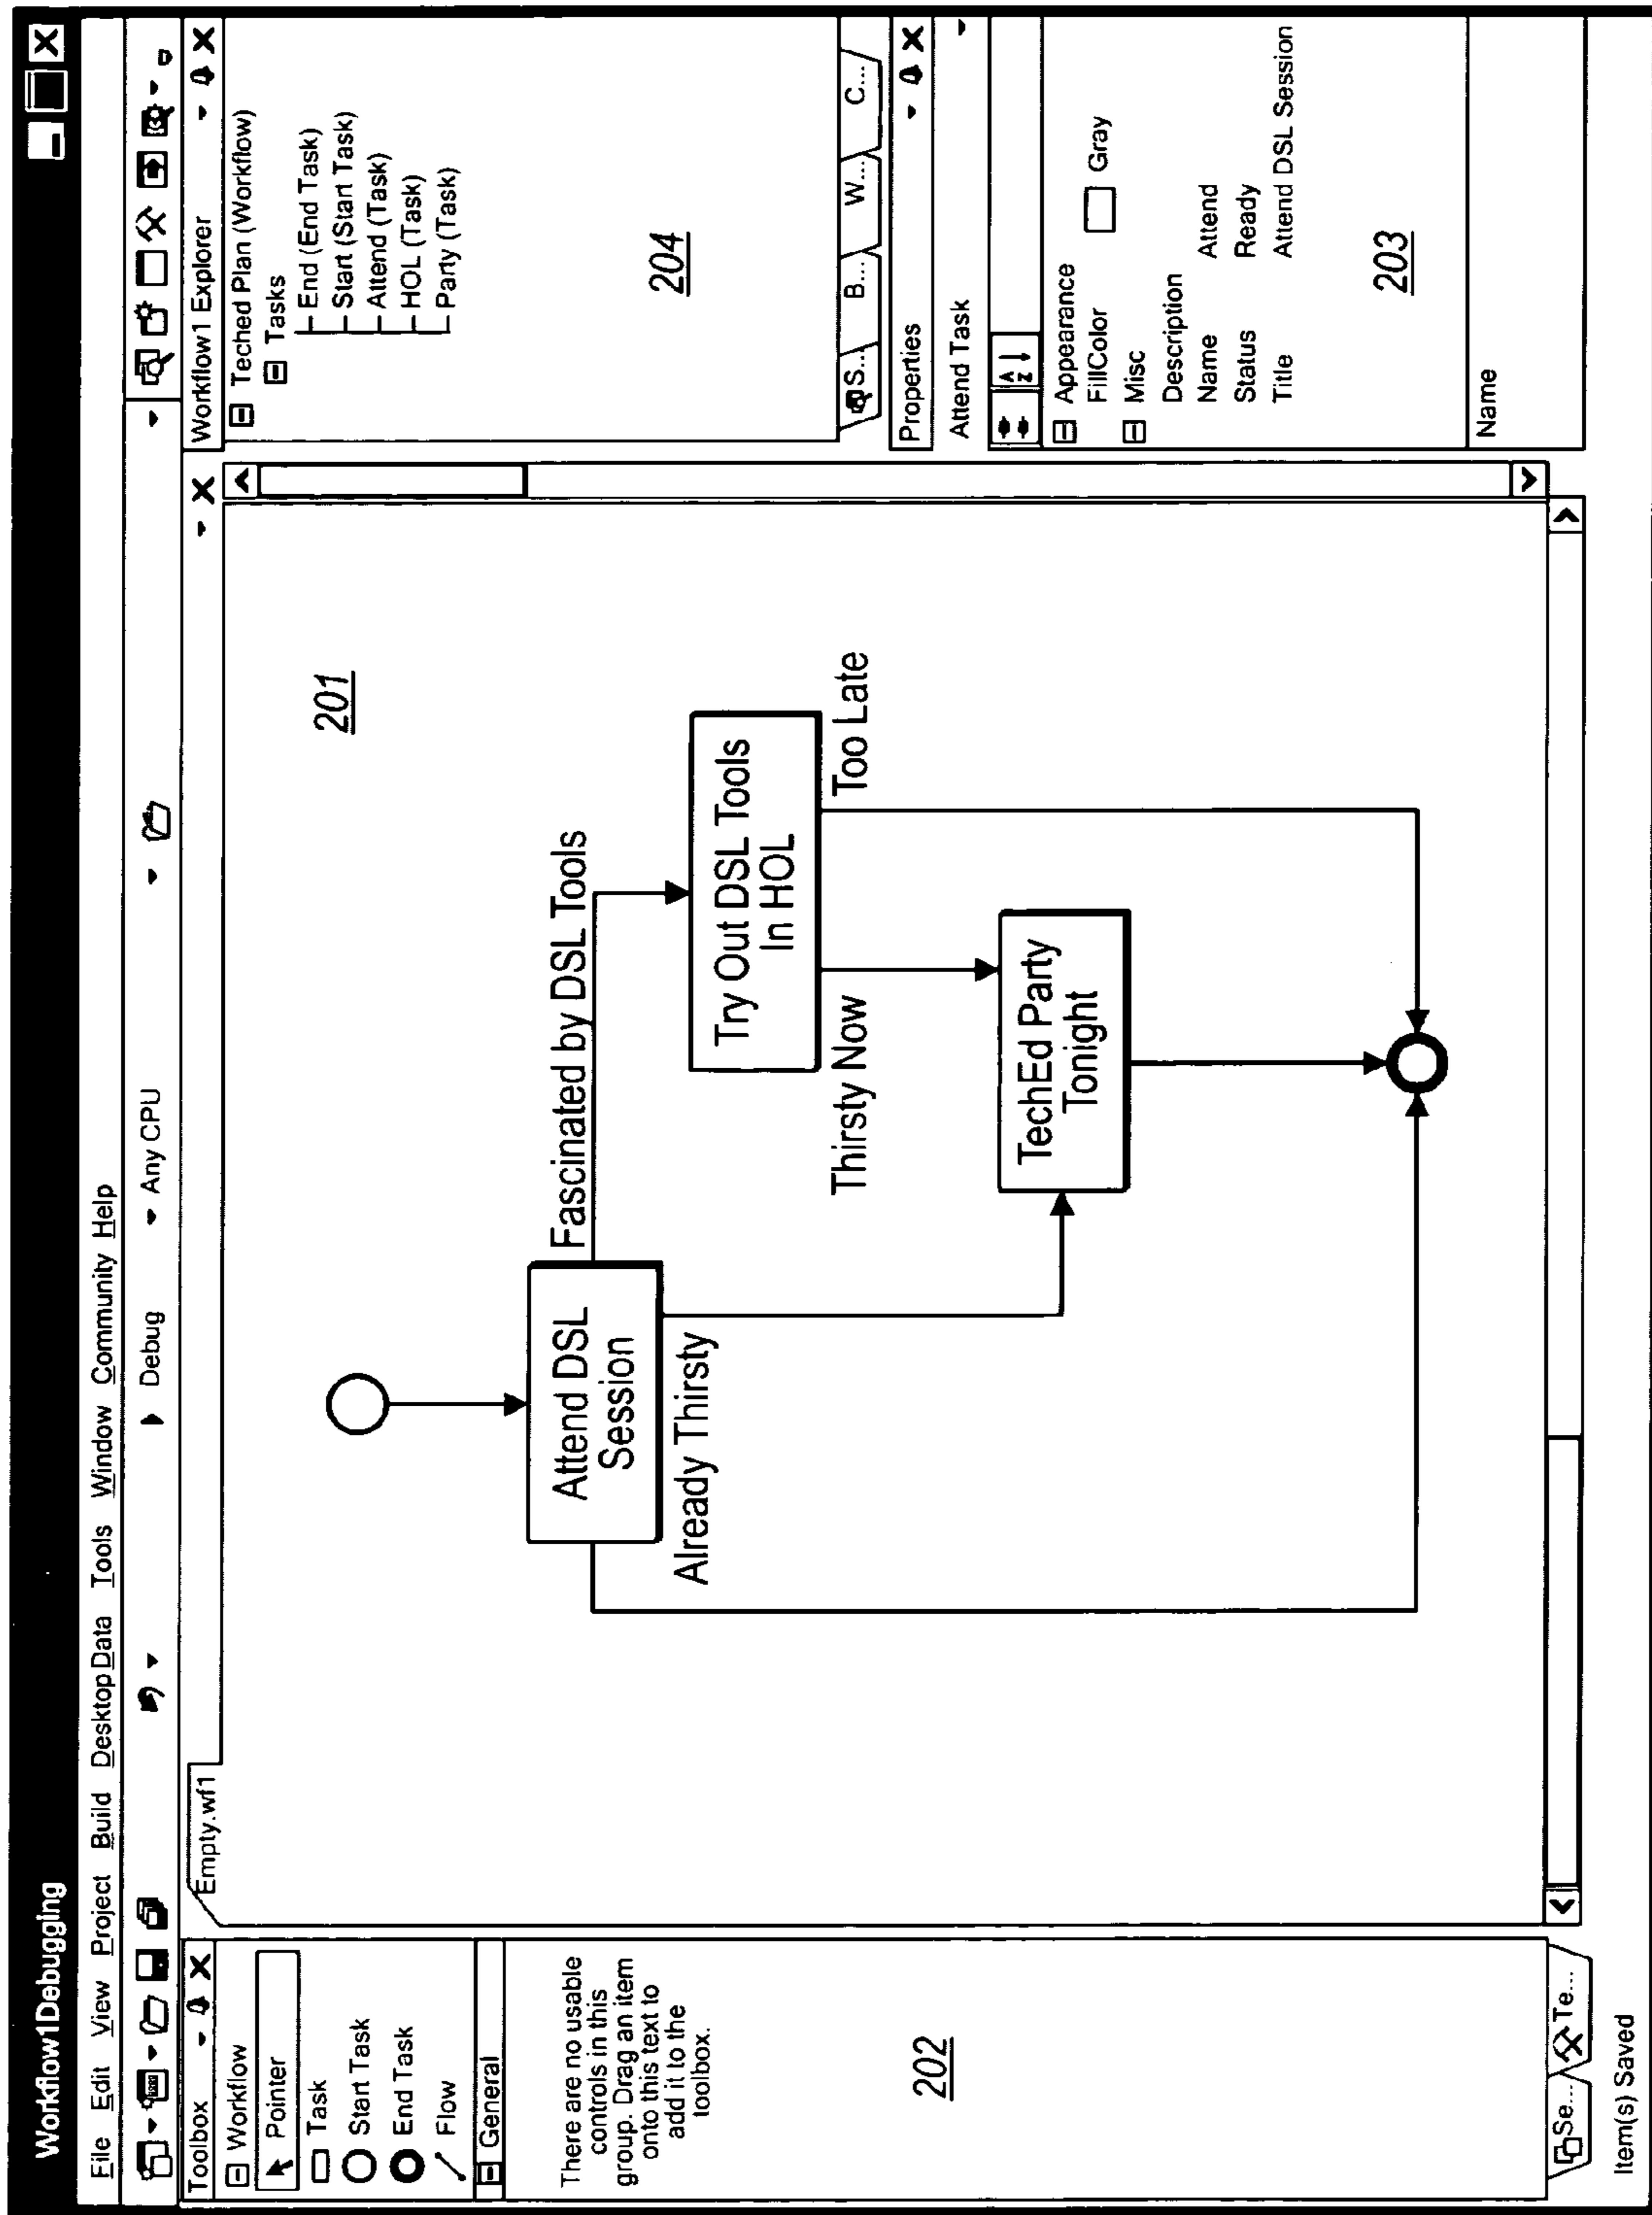 Workflow1Debugging
File Edit View Project Build Desktop Data Tools Window Community Help
Debug Any CPU
Toolbox
Workflow
Pointer
Task
Start Task
End Task
Flow
General
There are no usable
controls in this
group. Drag an item
onto this text to
add it to the
toolbox.
202
Se... Te...
Item(s) Saved
Empty.wf1
201
Attend DSL
Session
Fascinated by DSL Tools
Already Thirsty
Try Out DSL Tools
In HOL
Thirsty Now
Too Late
TechEd Party
Tonight
Workflow1 Explorer
Teched Plan (Workflow)
Tasks
End (End Task)
Start (Start Task)
Attend (Task)
HOL (Task)
Party (Task)
204
S... B... W... C...
Properties
Attend Task
A
Z
Appearance
FillColor Gray
Misc
Description
Name Attend
Status Ready
Title Attend DSL Session
203
Name